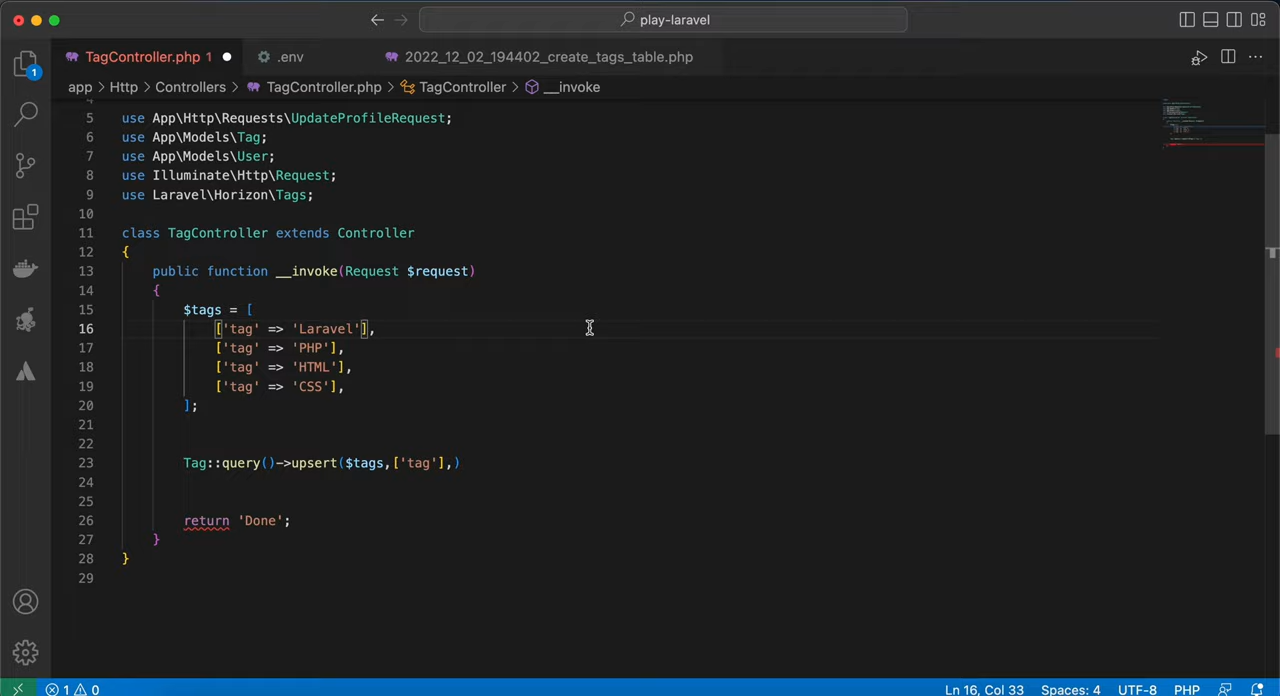 play-laravel
TagController.php 1
.env
2022_12_02_194402_create_tags_table.php
1
app > Http > Controllers > TagController.php > TagController > __invoke
5 use App\Http\Requests\UpdateProfileRequest;
6 use App\Models\Tag;
7 use App\Models\User;
8 use Illuminate\Http\Request;
9 use Laravel\Horizon\Tags;
10
11 class TagController extends Controller
12 {
13 public function __invoke(Request $request)
14 {
15 $tags = [
16 ['tag' => 'Laravel'],
17 ['tag' => 'PHP'],
18 ['tag' => 'HTML'],
19 ['tag' => 'CSS'],
20 ];
21
22
23 Tag::query()->upsert($tags,['tag'],)
24
25
26 return 'Done';
27 }
28 }
29
1 0 Ln 16, Col 33 Spaces: 4 UTF-8 PHP